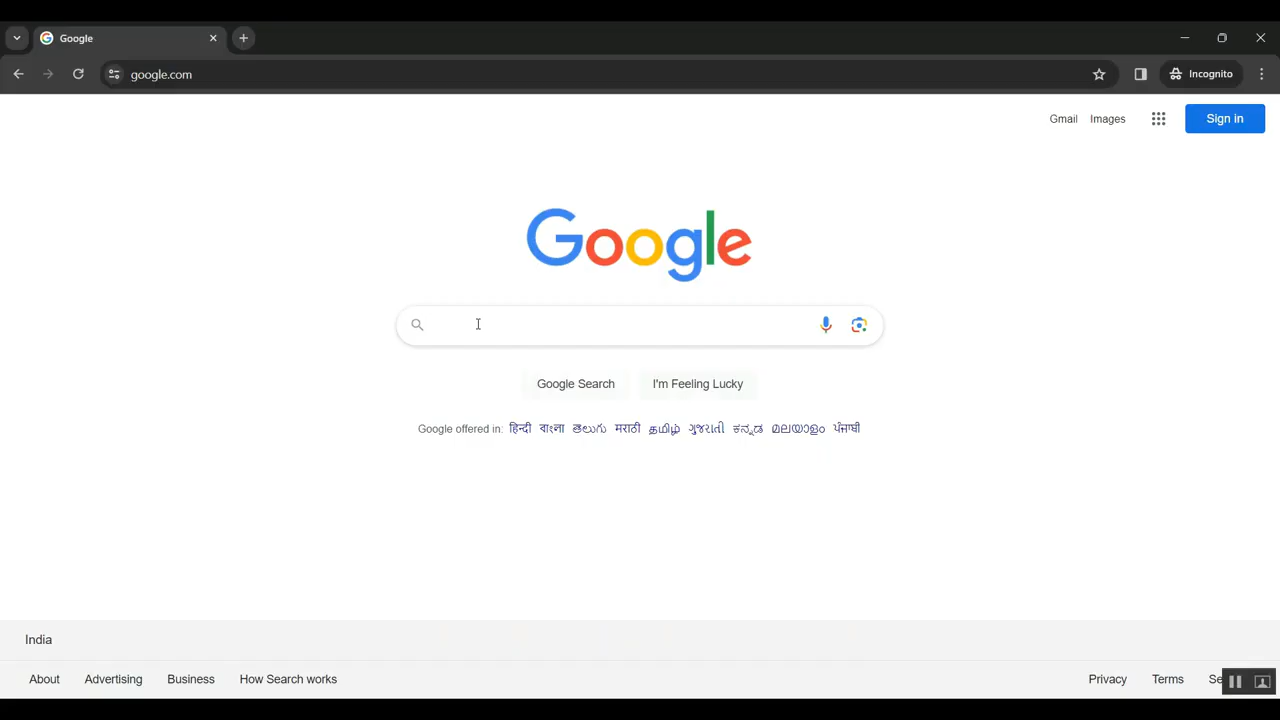 Google
google.com
Incognito
Gmail Images Sign in
Google
Google Search I'm Feeling Lucky
Google offered in: हिन्दी বাংলা తెలుగు मराठी தமிழ் ગુજરાતી ಕನ್ನಡ മലയാളം ਪੰਜਾਬੀ
India
About Advertising Business How Search works Privacy Terms Se